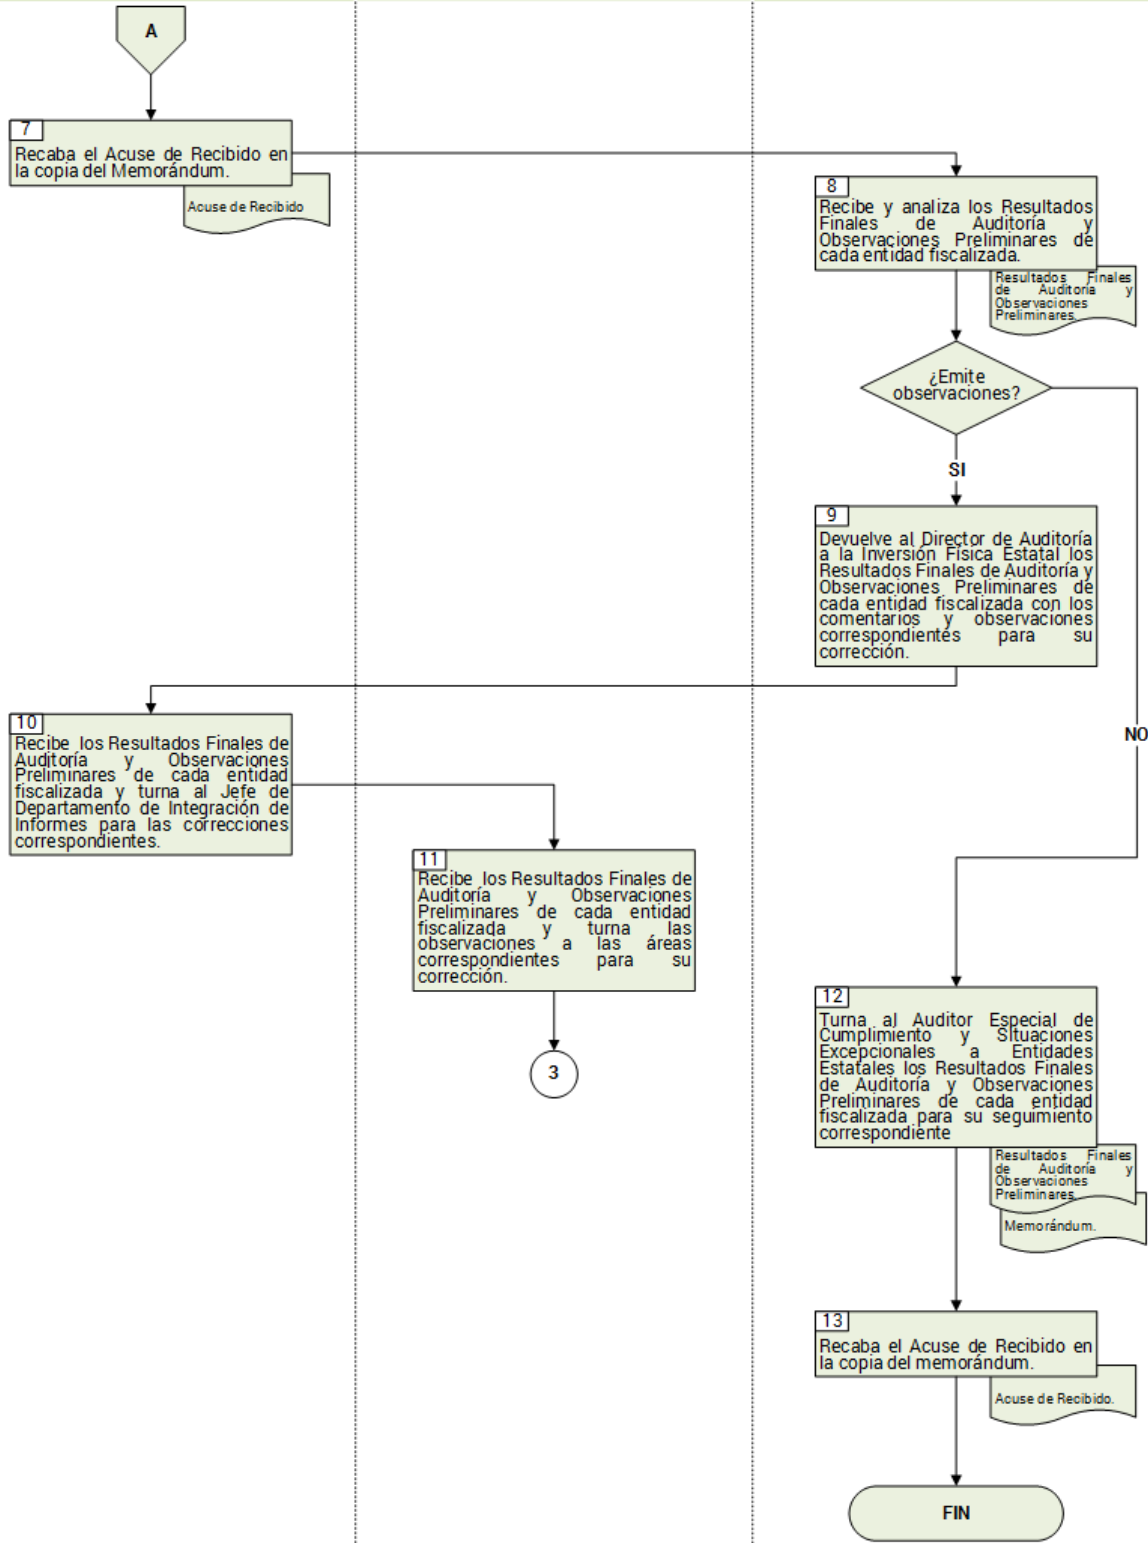 A
7
Recaba el Acuse de Recibido en
la copia del Memorándum.
Acuse de Recibido
8
Recibe y analiza los Resultados
Finales de Auditoría y
Observaciones Preliminares de
cada entidad fiscalizada.
Resultados Finales
de Auditoría y
Observaciones
Preliminares.
¿Emite
observaciones?
SI
9
Devuelve al Director de Auditoría
a la Inversión Física Estatal los
Resultados Finales de Auditoría y
Observaciones Preliminares de
cada entidad fiscalizada con los
comentarios y observaciones
correspondientes para su
corrección.
NO
10
Recibe los Resultados Finales de
Auditoría y Observaciones
Preliminares de cada entidad
fiscalizada y turna al Jefe de
Departamento de Integración de
Informes para las correcciones
correspondientes.
11
Recibe los Resultados Finales de
Auditoría y Observaciones
Preliminares de cada entidad
fiscalizada y turna las
observaciones a las áreas
correspondientes para su
corrección.
3
12
Turna al Auditor Especial de
Cumplimiento y SItuaciones
Excepcionales a Entidades
Estatales los Resultados Finales
de Auditoría y Observaciones
Preliminares de cada entidad
fiscalizada para su seguimiento
correspondiente
Resultados Finales
de Auditoría y
Observaciones
Preliminares.
Memorándum.
13
Recaba el Acuse de Recibido en
la copia del memorándum.
Acuse de Recibido.
FIN